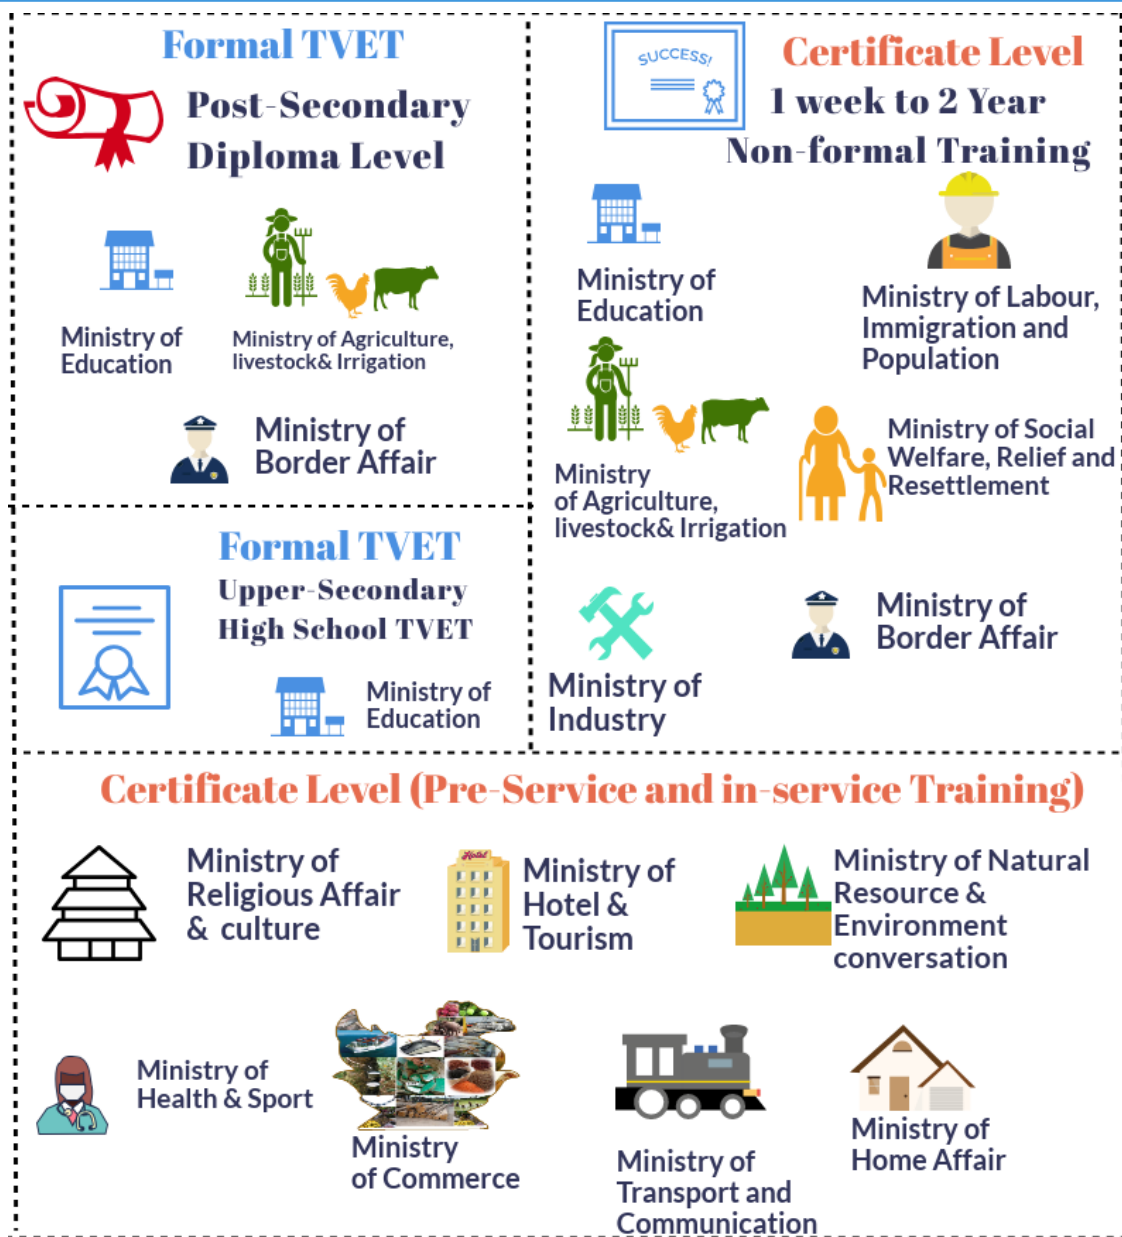 Formal TVET
Post-Secondary
Diploma Level
Ministry of
Education
Ministry of Agriculture,
livestock& Irrigation
Ministry of
Border Affair
Formal TVET
Upper-Secondary
High School TVET
Ministry of
Education
SUCCESS!
Certificate Level
1 week to 2 Year
Non-formal Training
Ministry of
Education
Ministry of Labour,
Immigration and
Population
Ministry
of Agriculture,
livestock& Irrigation
Ministry of Social
Welfare, Relief and
Resettlement
Ministry of
Industry
Ministry of
Border Affair
Certificate Level (Pre-Service and in-service Training)
Ministry of
Religious Affair
& culture
Hotel
Ministry of
Hotel &
Tourism
Ministry of Natural
Resource &
Environment
conversation
Ministry of
Health & Sport
Ministry
of Commerce
Ministry of
Transport and
Communication
Ministry of
Home Affair